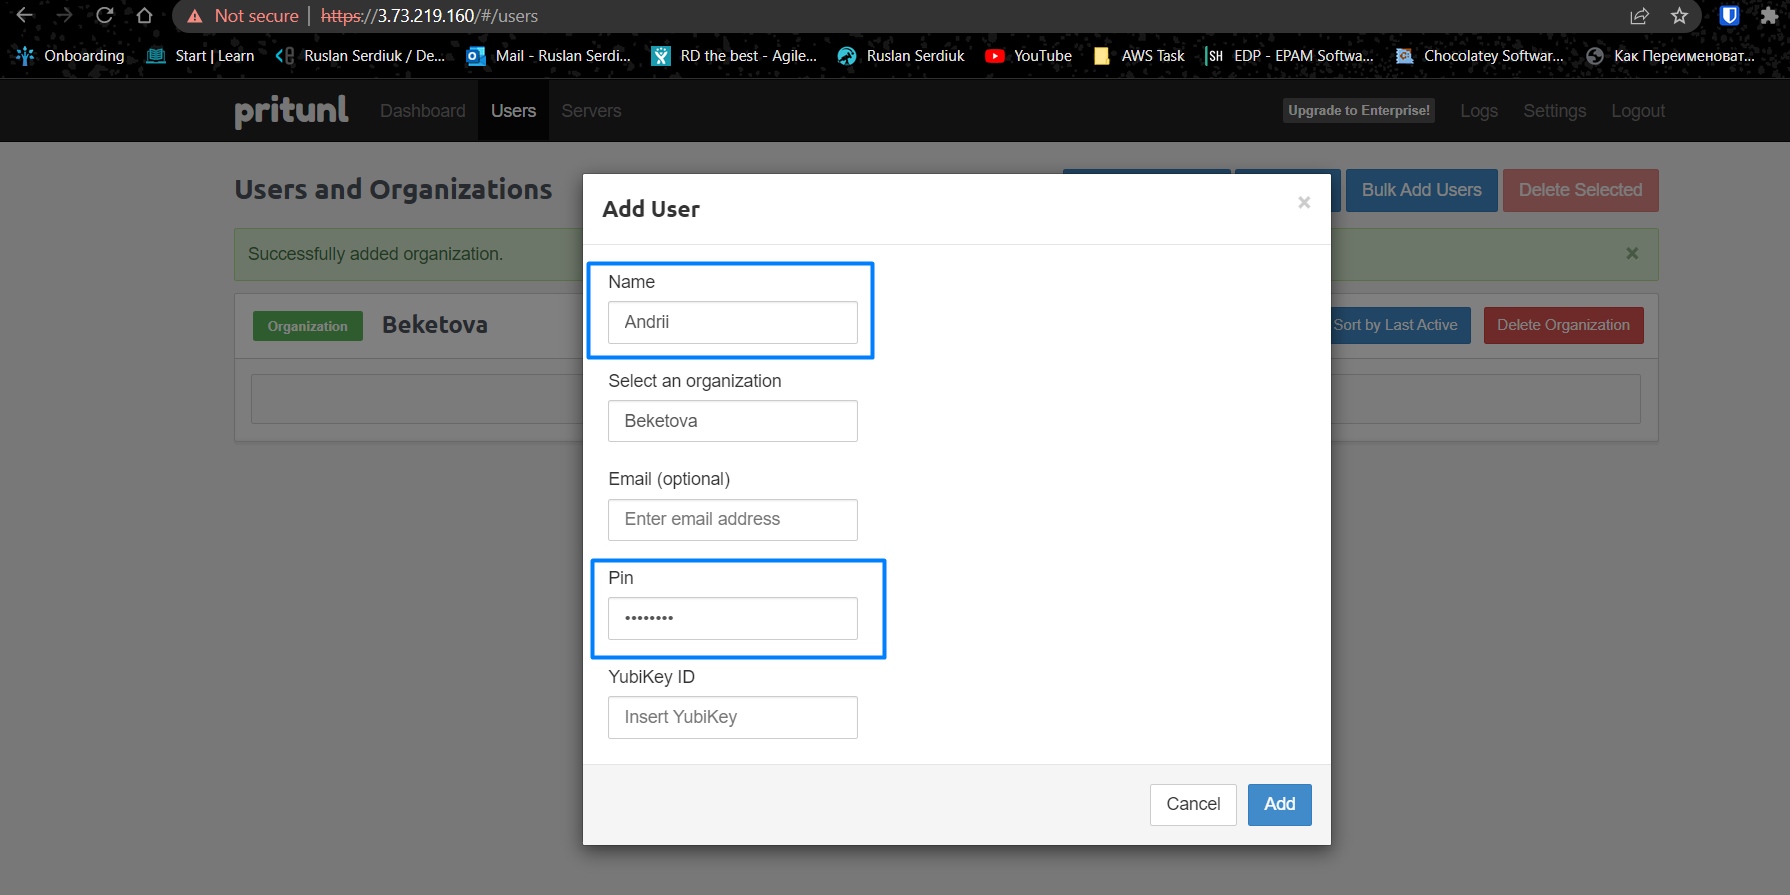 Not secure | https://3.73.219.160/#/users
Onboarding Start | Learn Ruslan Serdiuk / De... Mail - Ruslan Serdi... RD the best - Agile... Ruslan Serdiuk YouTube AWS Task SH EDP - EPAM Softwa... Chocolatey Softwar... Как Переименоват...
pritunl Dashboard Users Servers Upgrade to Enterprise! Logs Settings Logout
Users and Organizations
Bulk Add Users Delete Selected
Successfully added organization. ×
Organization Beketova
Sort by Last Active Delete Organization
Add User ×
Name
Andrii
Select an organization
Beketova
Email (optional)
Enter email address
Pin
••••••••
YubiKey ID
Insert YubiKey
Cancel Add